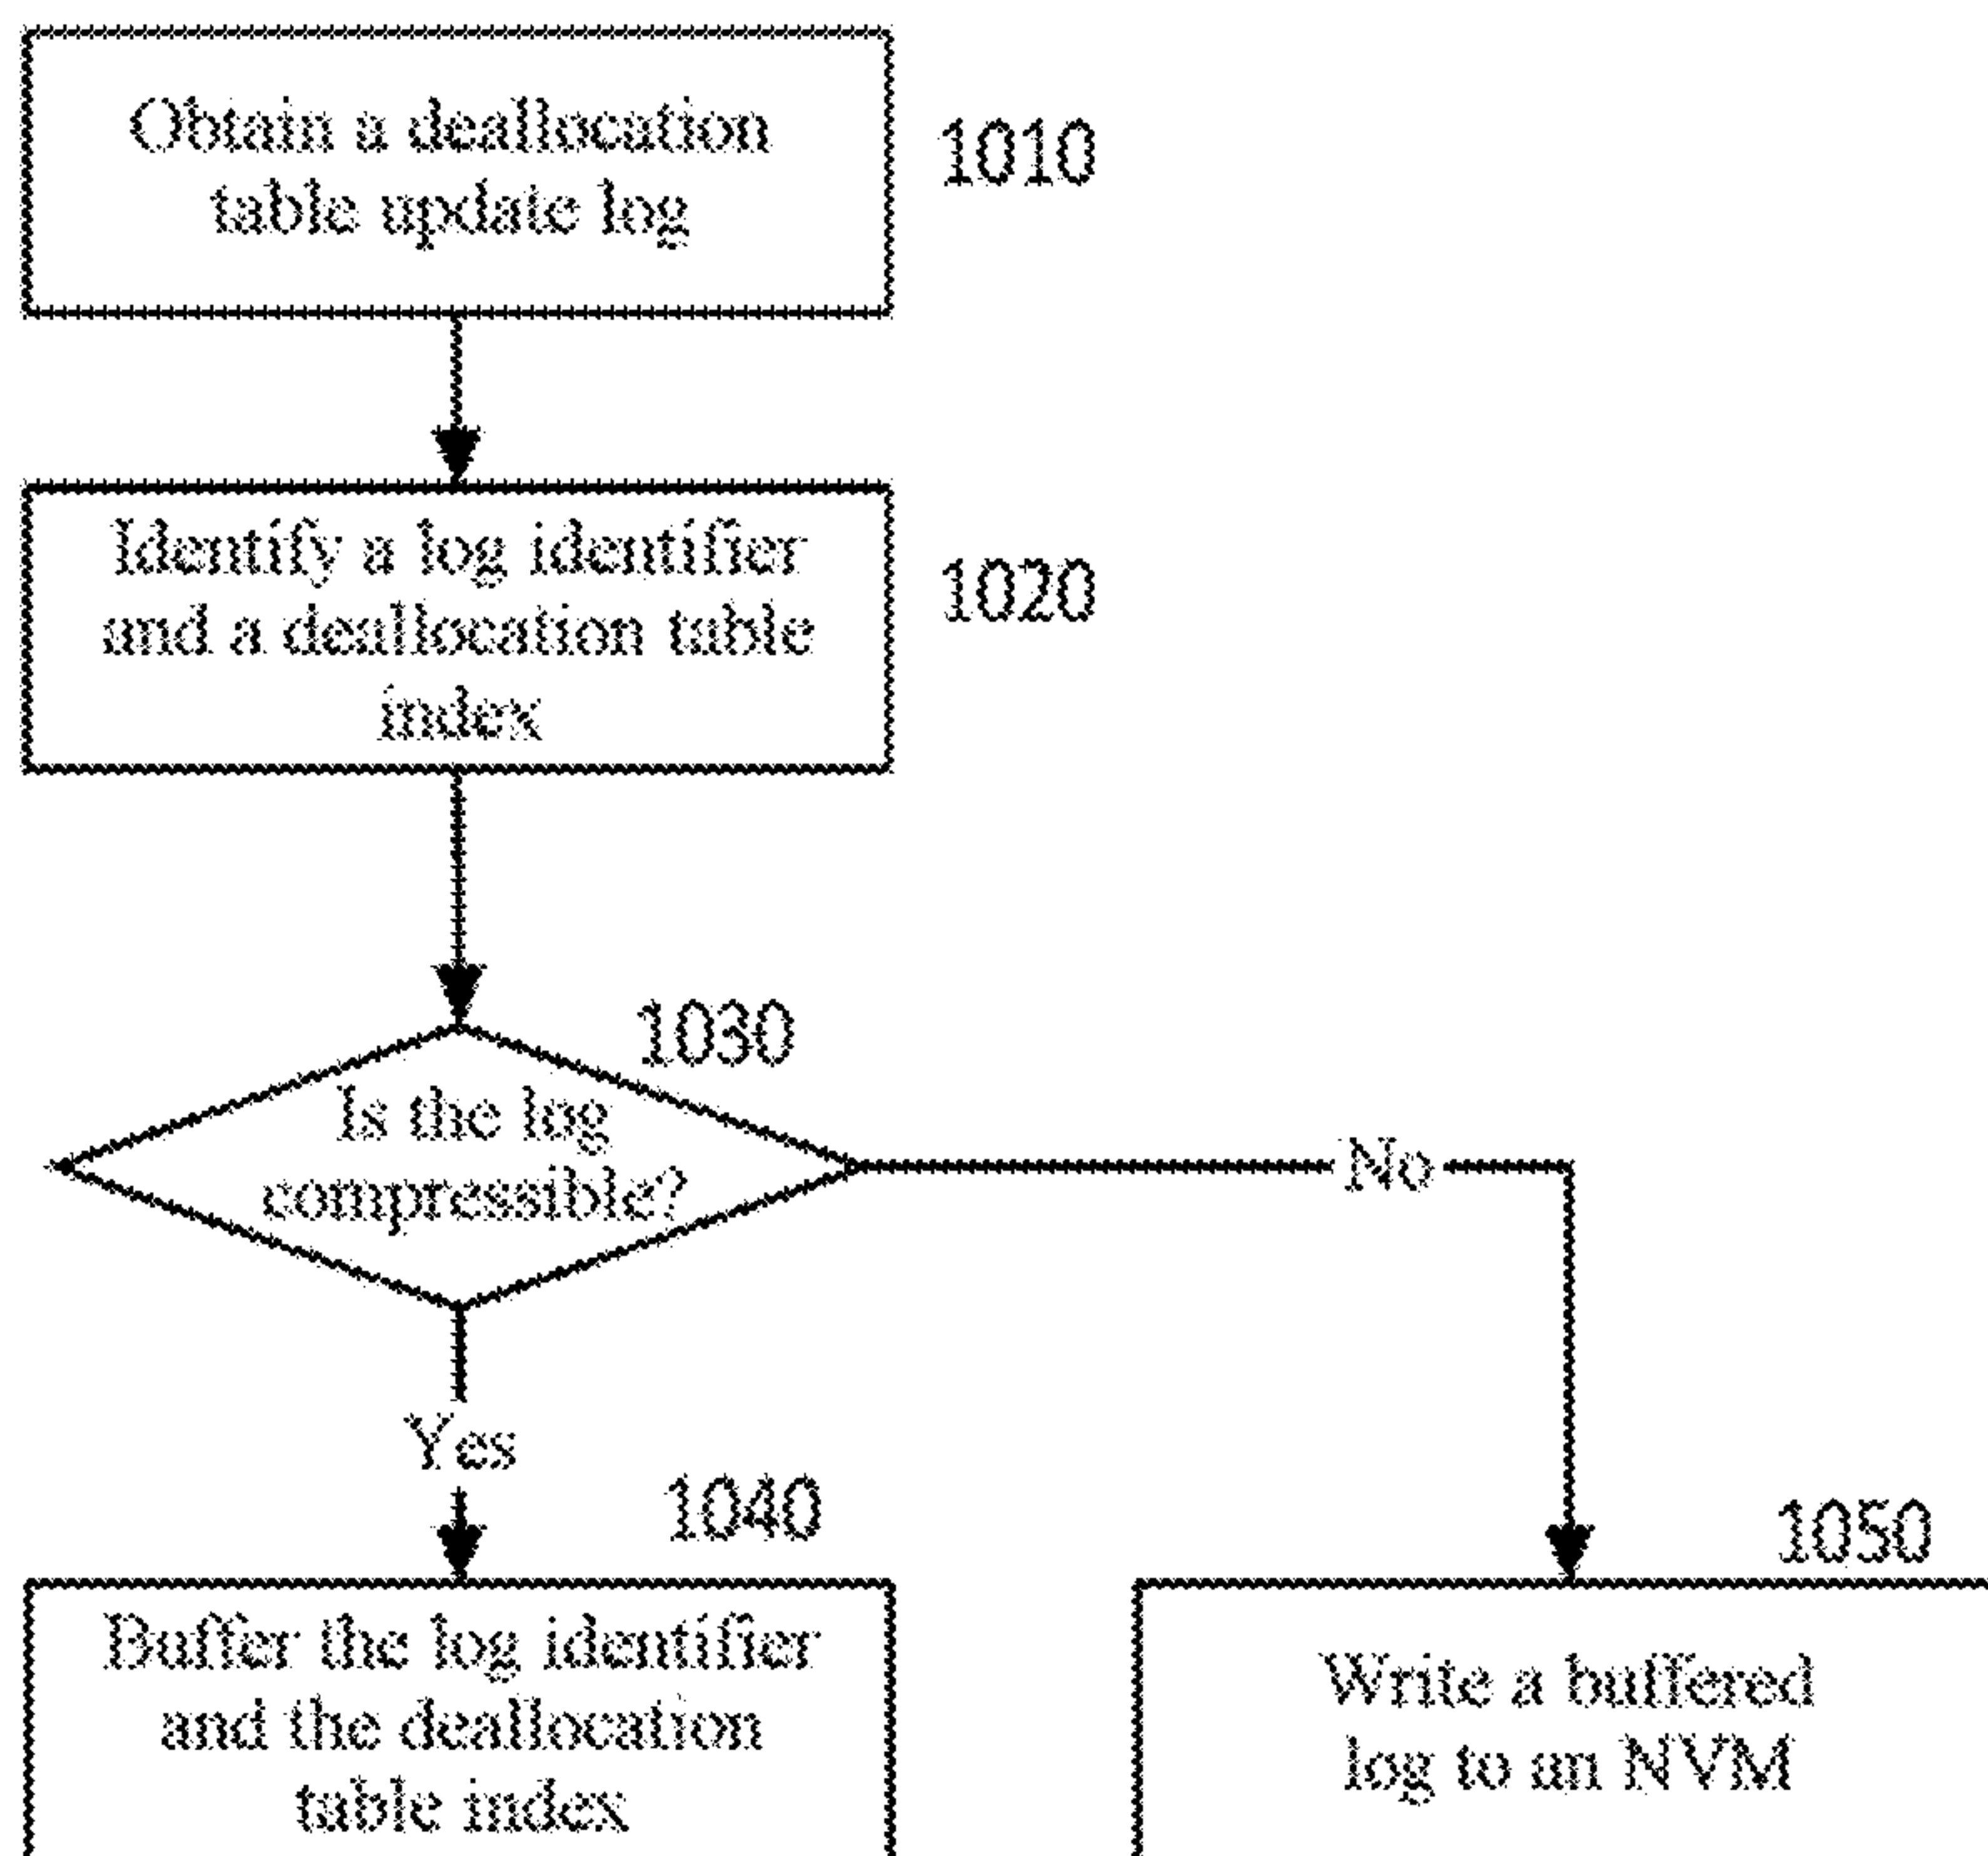 Obtain a deallocation
table update log
1010
Identify a log identifier
and a deallocation table
index
1020
1030
Is the log
compressible?
No
Yes
1040
1050
Buffer the log identifier
and the deallocation
table index
Write a buffered
log to an NVM